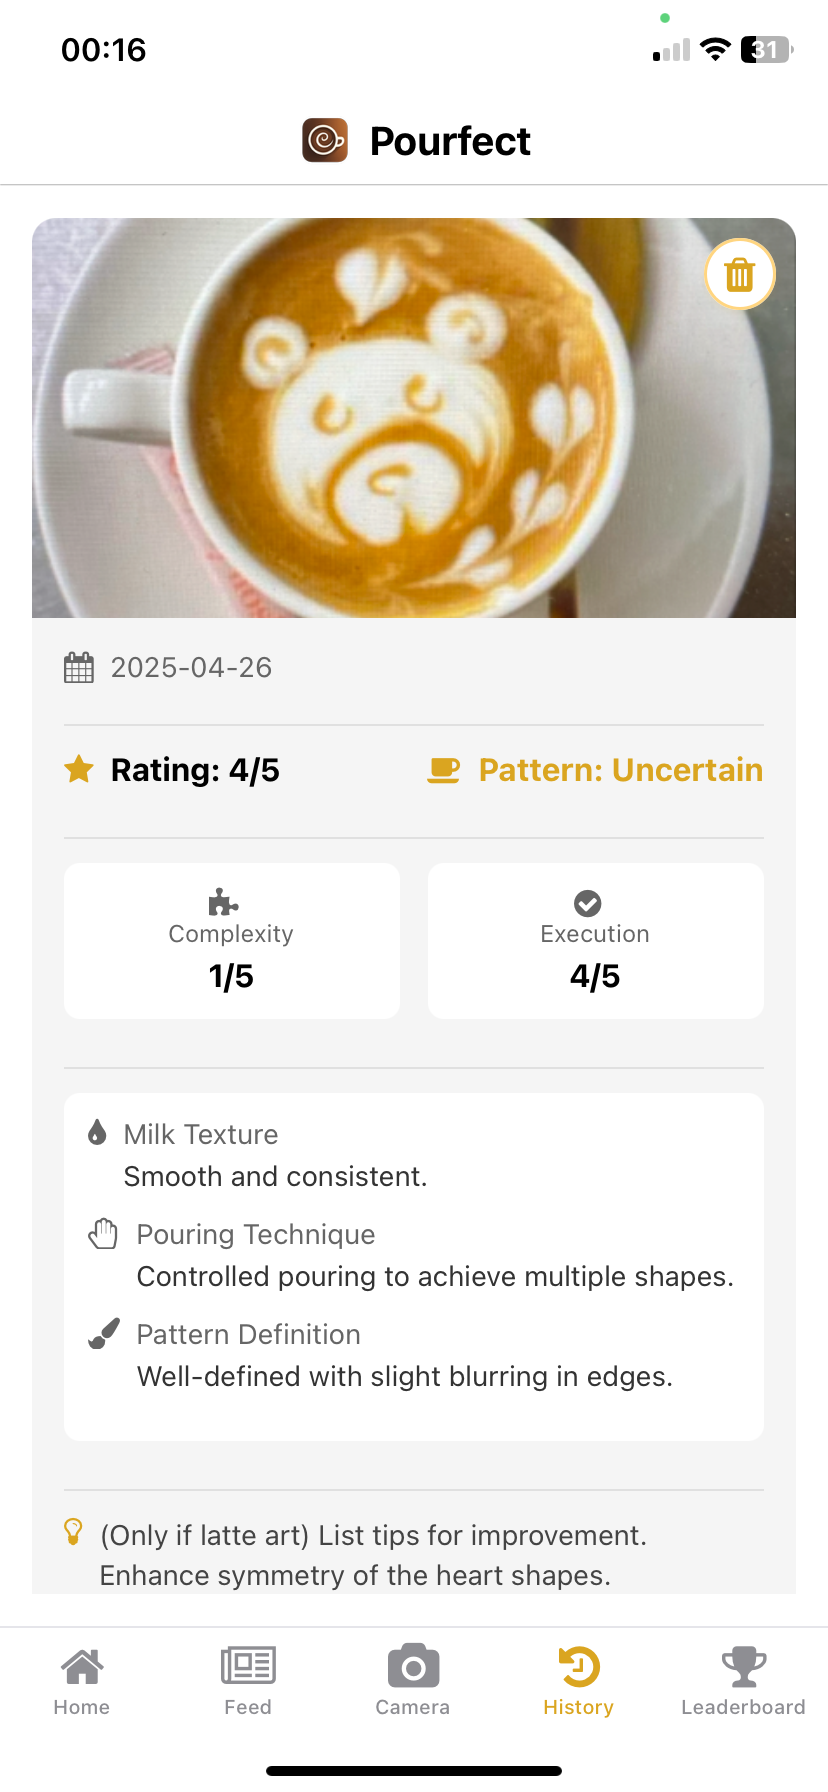 00:16
31
Pourfect
2025-04-26
Rating: 4/5
Pattern: Uncertain
Complexity
1/5
Execution
4/5
Milk Texture
Smooth and consistent.
Pouring Technique
Controlled pouring to achieve multiple shapes.
Pattern Definition
Well-defined with slight blurring in edges.
(Only if latte art) List tips for improvement.
Enhance symmetry of the heart shapes.
Home
Feed
Camera
History
Leaderboard